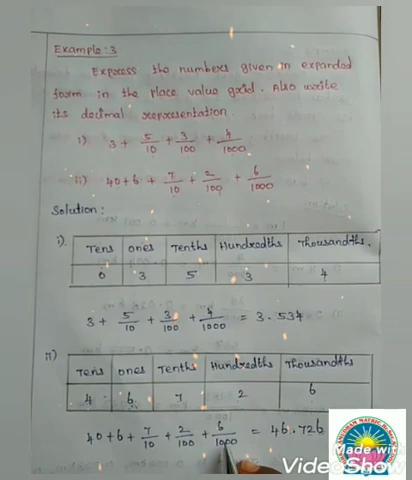 Example:3
Express the numbers given in expanded
form in the place value grid. Also write
its decimal representation.
i) 3 + 5/10 + 3/100 + 4/1000
ii) 40+6 + 7/10 + 2/100 + 6/1000
Solution:
i).
Tens ones Tenths Hundredths Thousandths.
0 3 5 3 4
3 + 5/10 + 3/100 + 4/1000 = 3.534
ii)
Tens ones Tenths Hundredths Thousandths
4 6 7 2 6
40+6 + 7/10 + 2/100 + 6/1000 = 46.726
Made with
VideoShow